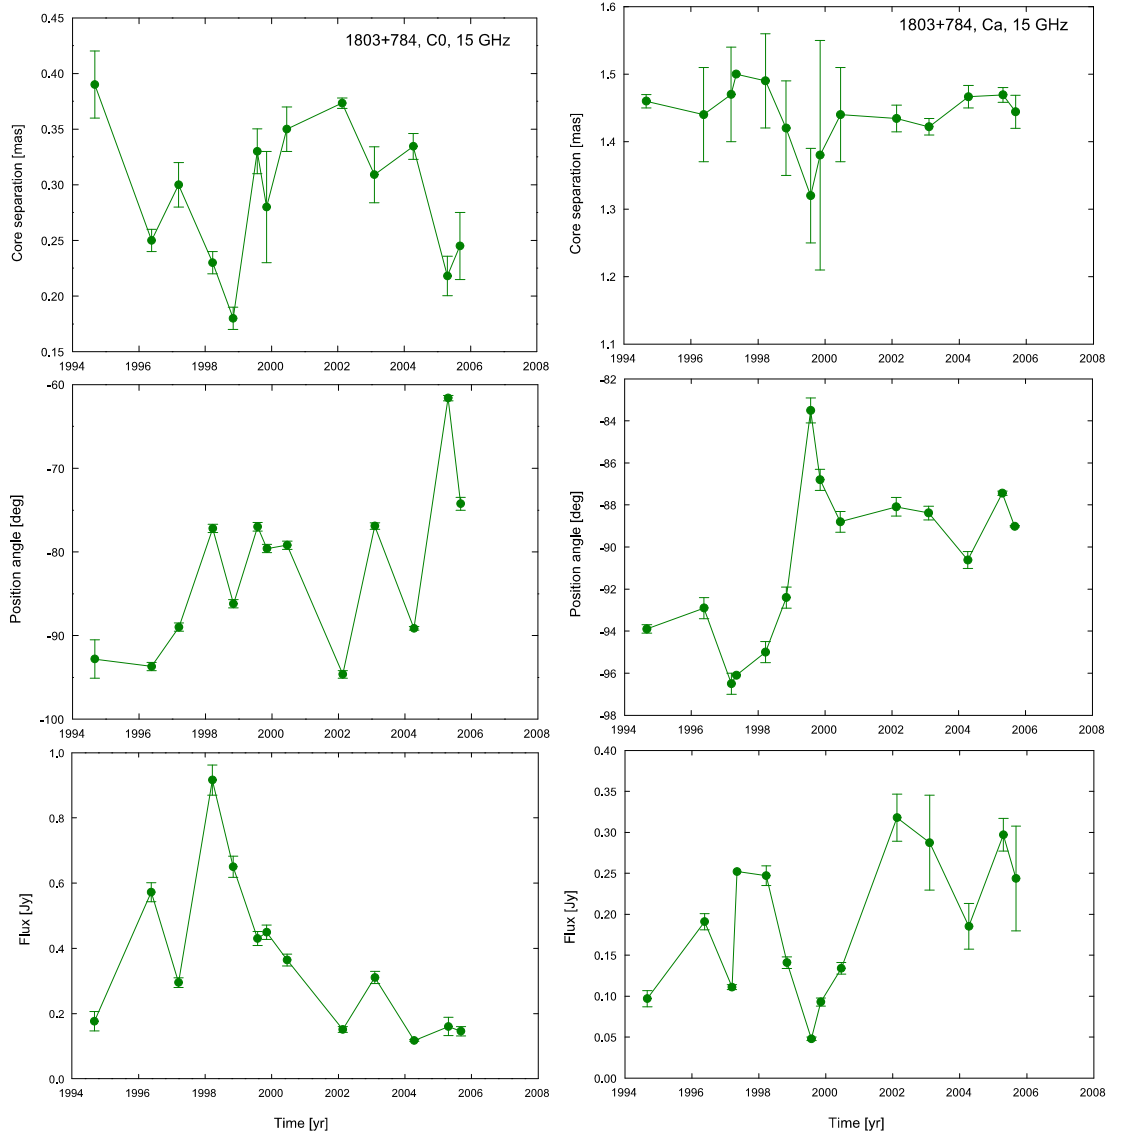 1803+784, C0, 15 GHz
Core separation [mas]
0.45
0.40
0.35
0.30
0.25
0.20
0.15
1994 1996 1998 2000 2002 2004 2006 2008
1803+784, Ca, 15 GHz
Core separation [mas]
1.6
1.5
1.4
1.3
1.2
1.1
1994 1996 1998 2000 2002 2004 2006 2008
Position angle [deg]
-60
-70
-80
-90
-100
1994 1996 1998 2000 2002 2004 2006 2008
Position angle [deg]
-82
-84
-86
-88
-90
-92
-94
-96
-98
1994 1996 1998 2000 2002 2004 2006 2008
Flux [Jy]
1.0
0.8
0.6
0.4
0.2
0.0
1994 1996 1998 2000 2002 2004 2006 2008
Time [yr]
Flux [Jy]
0.40
0.35
0.30
0.25
0.20
0.15
0.10
0.05
0.00
1994 1996 1998 2000 2002 2004 2006 2008
Time [yr]